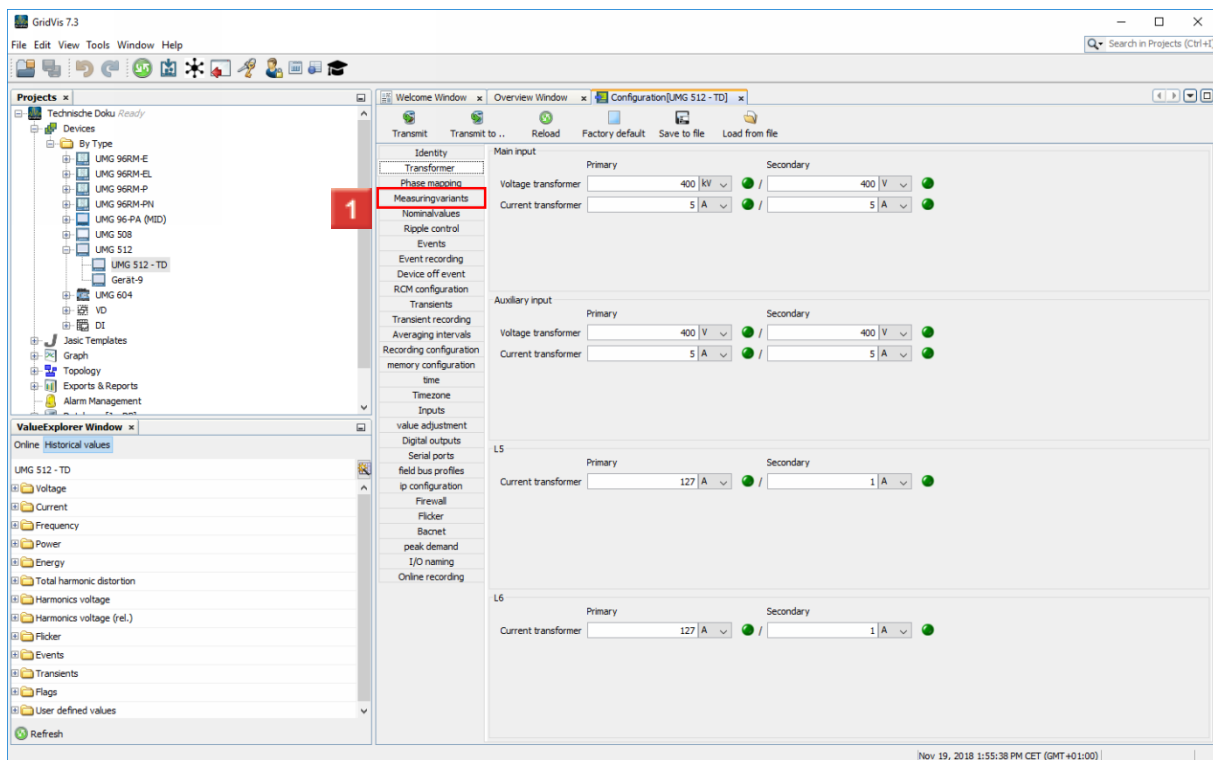 GridVis 7.3
File Edit View Tools Window Help
Search in Projects (Ctrl+I)
Projects
Technische Doku Ready
Devices
By Type
UMG 96RM-E
UMG 96RM-EL
UMG 96RM-P
UMG 96RM-PN
UMG 96-PA (MID)
UMG 508
UMG 512
UMG 512 - TD
Gerät-9
UMG 604
VD
DI
Jasic Templates
Graph
Topology
Exports & Reports
Alarm Management
ValueExplorer Window
Online Historical values
UMG 512 - TD
Voltage
Current
Frequency
Power
Energy
Total harmonic distortion
Harmonics voltage
Harmonics voltage (rel.)
Flicker
Events
Transients
Flags
User defined values
Refresh
Welcome Window Overview Window Configuration[UMG 512 - TD]
Transmit Transmit to .. Reload Factory default Save to file Load from file
1
Identity
Transformer
Phase mapping
Measuringvariants
Nominalvalues
Ripple control
Events
Event recording
Device off event
RCM configuration
Transients
Transient recording
Averaging intervals
Recording configuration
memory configuration
time
Timezone
Inputs
value adjustment
Digital outputs
Serial ports
field bus profiles
ip configuration
Firewall
Flicker
Bacnet
peak demand
I/O naming
Online recording
Main input
Primary Secondary
Voltage transformer 400 kV / 400 V
Current transformer 5 A / 5 A
Auxiliary input
Primary Secondary
Voltage transformer 400 V / 400 V
Current transformer 5 A / 5 A
L5
Primary Secondary
Current transformer 127 A / 1 A
L6
Primary Secondary
Current transformer 127 A / 1 A
Nov 19, 2018 1:55:38 PM CET (GMT+01:00)